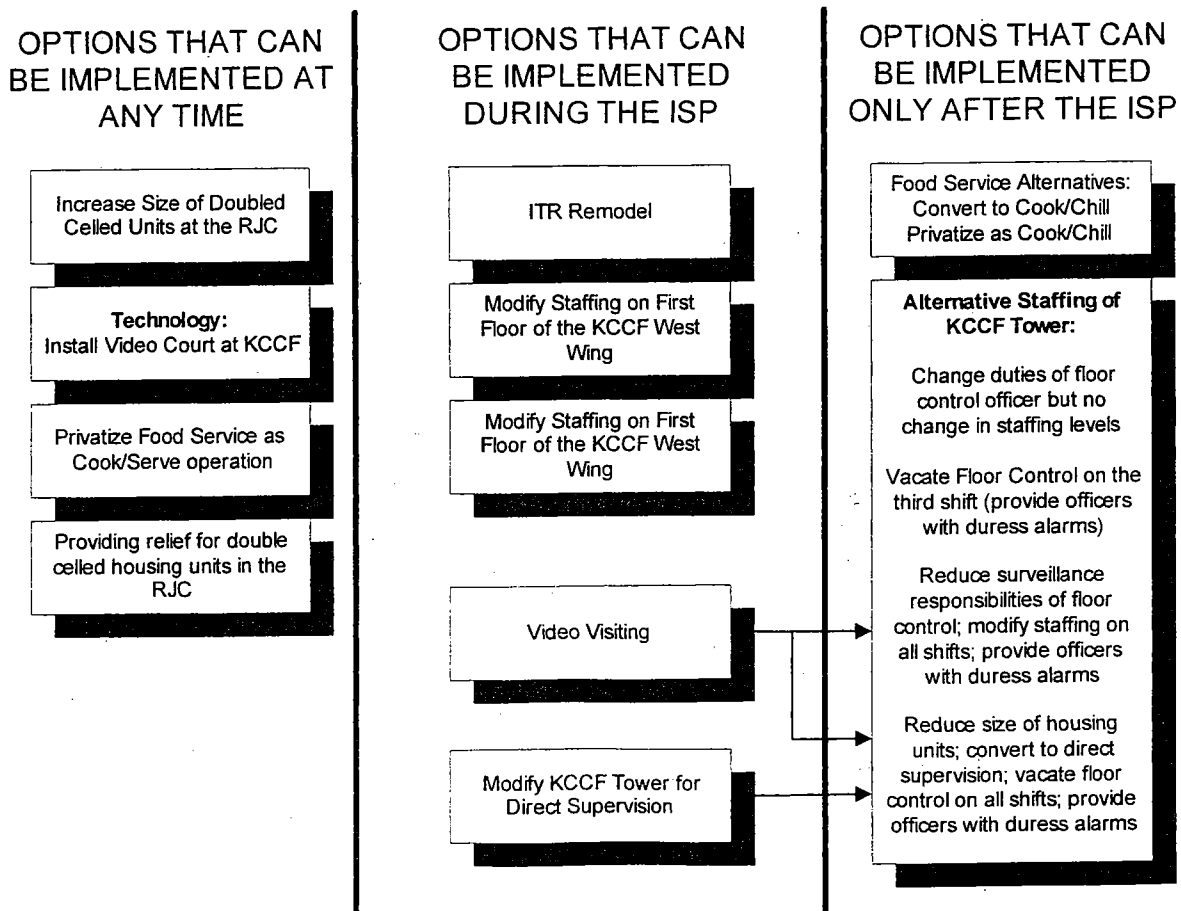 OPTIONS THAT CAN
BE IMPLEMENTED AT
ANY TIME
Increase Size of Doubled
Celled Units at the RJC
Technology:
Install Video Court at KCCF
Privatize Food Service as
Cook/Serve operation
Providing relief for double
celled housing units in the
RJC
OPTIONS THAT CAN
BE IMPLEMENTED
DURING THE ISP
ITR Remodel
Modify Staffing on First
Floor of the KCCF West
Wing
Modify Staffing on First
Floor of the KCCF West
Wing
Video Visiting
Modify KCCF Tower for
Direct Supervision
OPTIONS THAT CAN
BE IMPLEMENTED
ONLY AFTER THE ISP
Food Service Alternatives:
Convert to Cook/Chill
Privatize as Cook/Chill
Alternative Staffing of
KCCF Tower:
Change duties of floor
control officer but no
change in staffing levels
Vacate Floor Control on the
third shift (provide officers
with duress alarms)
Reduce surveillance
responsibilities of floor
control; modify staffing on
all shifts; provide officers
with duress alarms
Reduce size of housing
units; convert to direct
supervision; vacate floor
control on all shifts; provide
officers with duress alarms